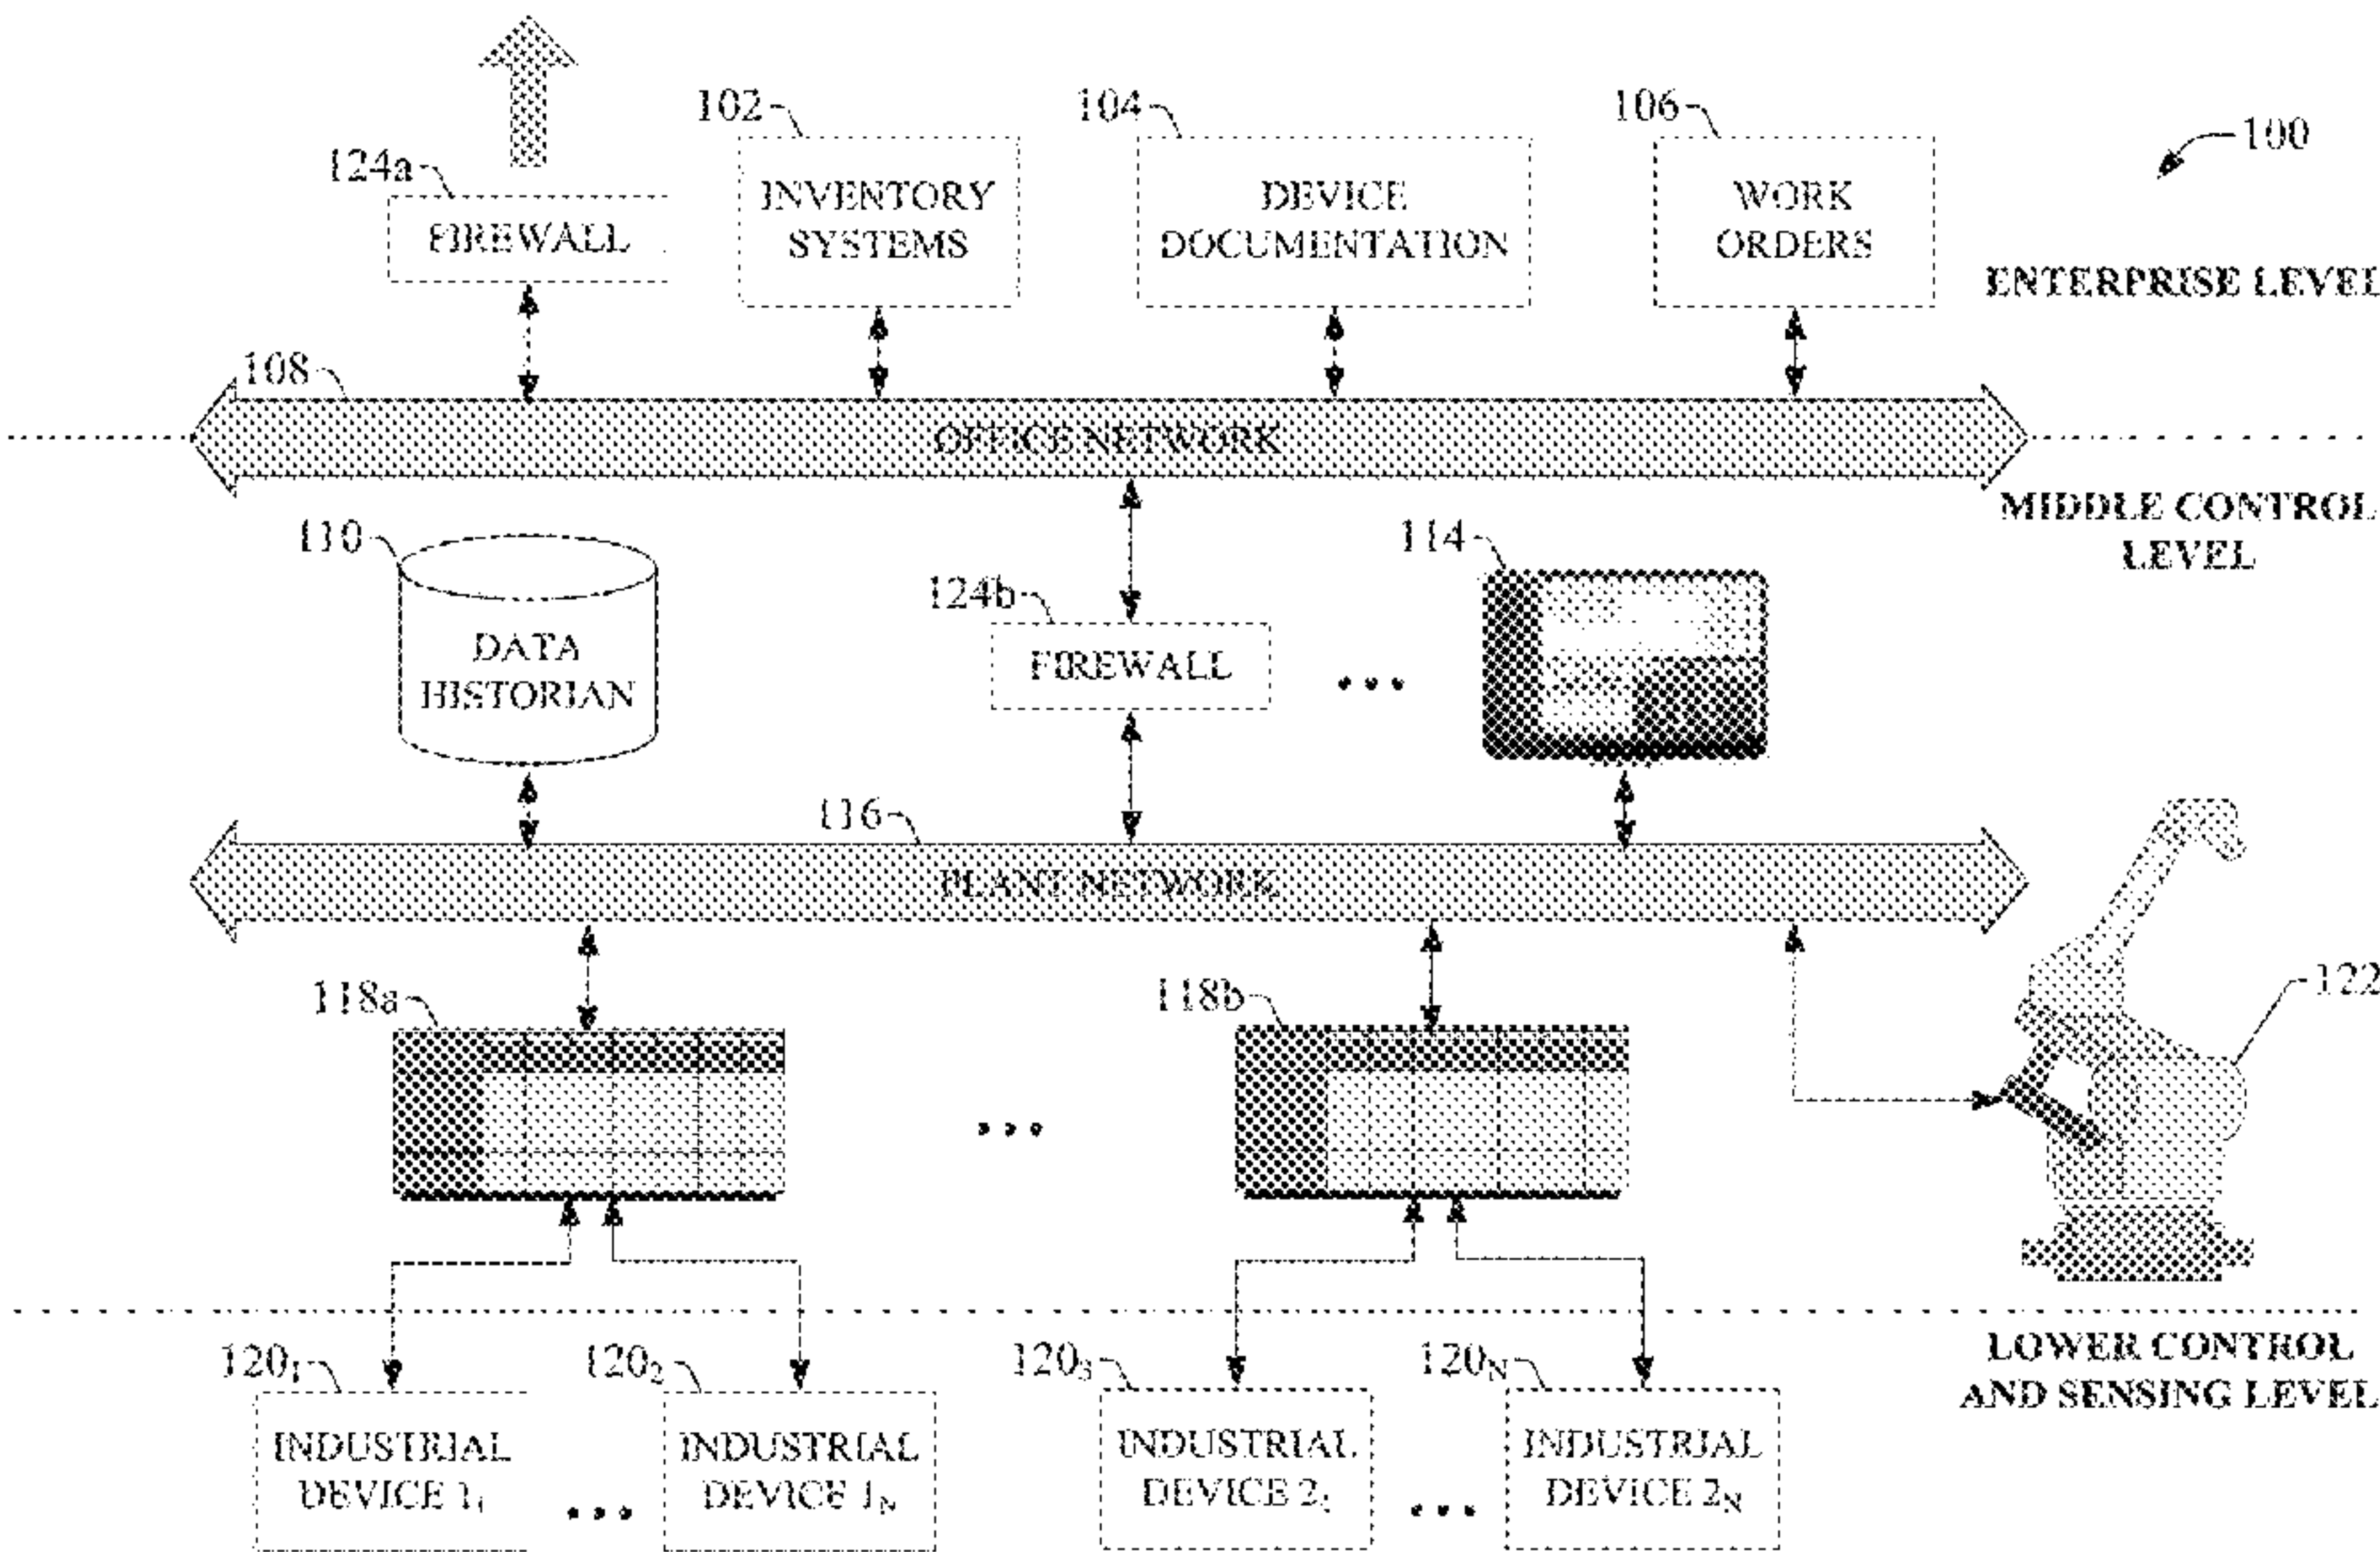 102
104
106
100
124a
FIREWALL
INVENTORY
SYSTEMS
DEVICE
DOCUMENTATION
WORK
ORDERS
ENTERPRISE LEVEL
108
OFFICE NETWORK
MIDDLE CONTROL
LEVEL
110
DATA
HISTORIAN
124b
FIREWALL
•••
114
116
PLANT NETWORK
118a
•••
118b
122
LOWER CONTROL
AND SENSING LEVEL
120₁
INDUSTRIAL
DEVICE 1₁
•••
120₂
INDUSTRIAL
DEVICE 1N
120₃
INDUSTRIAL
DEVICE 2₁
•••
120N
INDUSTRIAL
DEVICE 2N